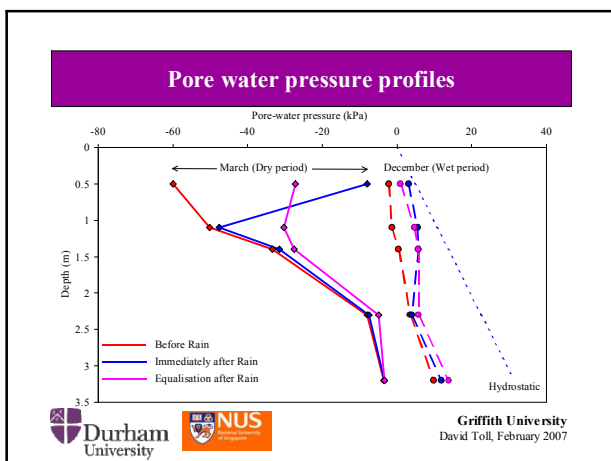 Pore water pressure profiles
Pore-water pressure (kPa)
-80 -60 -40 -20 0 20 40
0
March (Dry period) December (Wet period)
0.5
1
1.5
2
2.5
3
3.5
Depth (m)
Before Rain
Immediately after Rain
Equalisation after Rain
Hydrostatic
Durham
University
NUS
National University
of Singapore
Griffith University
David Toll, February 2007